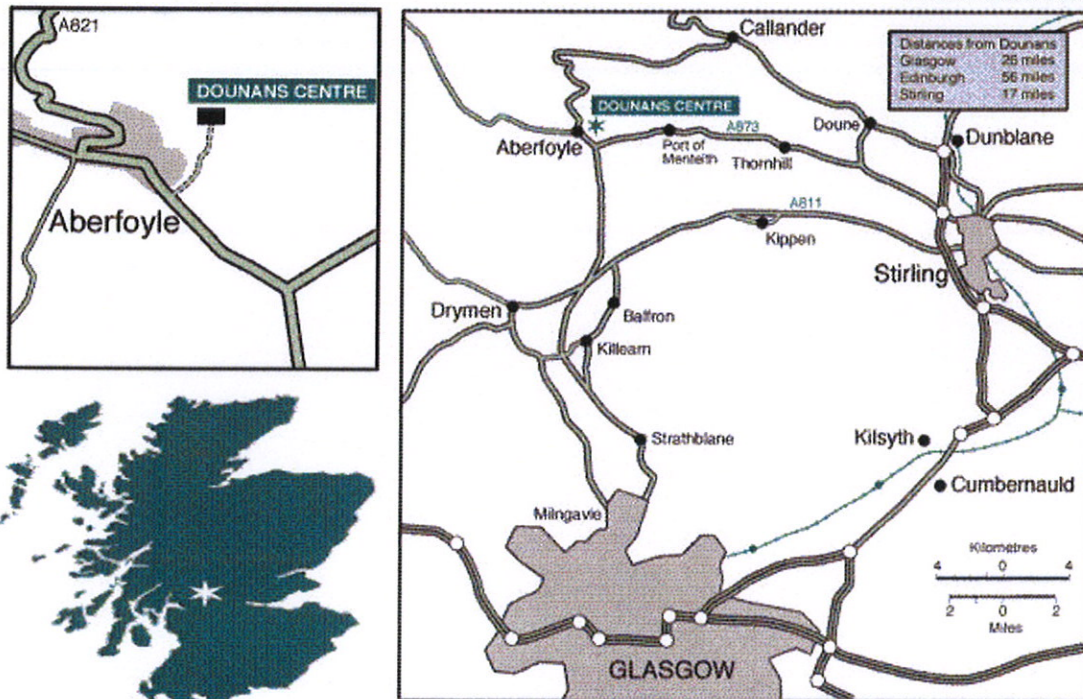 A821
DOUNANS CENTRE
Aberfoyle
Callander
Distances from Dounans
Glasgow 26 miles
Edinburgh 56 miles
Stirling 17 miles
DOUNANS CENTRE
Aberfoyle
A873
Port of
Menteith
Thornhill
Doune
Dunblane
A811
Kippen
Stirling
Drymen
Balfron
Killearn
Strathblane
Kilsyth
Cumbernauld
Milngavie
GLASGOW
Kilometres
4 0 4
2 0 2
Miles